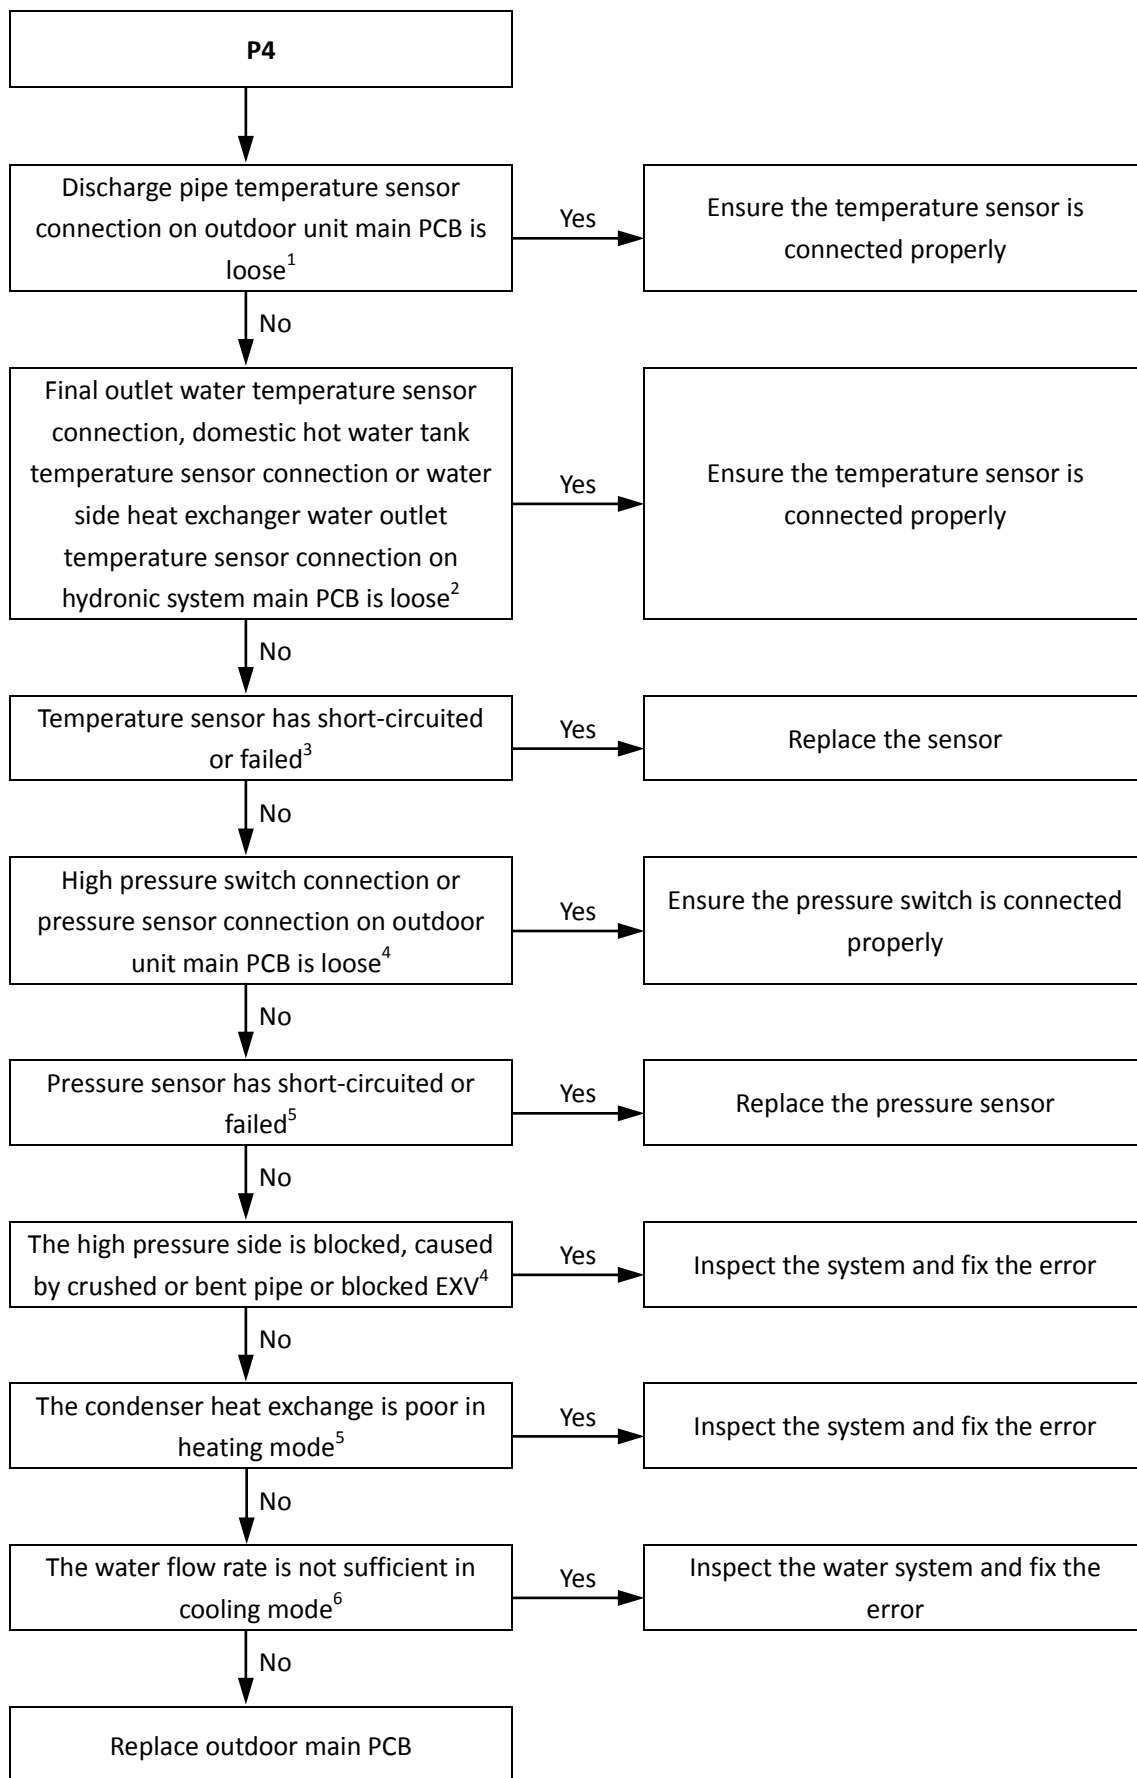 P4
Discharge pipe temperature sensor
connection on outdoor unit main PCB is
loose1
Yes
Ensure the temperature sensor is
connected properly
No
Final outlet water temperature sensor
connection, domestic hot water tank
temperature sensor connection or water
side heat exchanger water outlet
temperature sensor connection on
hydronic system main PCB is loose2
Yes
Ensure the temperature sensor is
connected properly
No
Temperature sensor has short-circuited
or failed3
Yes
Replace the sensor
No
High pressure switch connection or
pressure sensor connection on outdoor
unit main PCB is loose4
Yes
Ensure the pressure switch is connected
properly
No
Pressure sensor has short-circuited or
failed5
Yes
Replace the pressure sensor
No
The high pressure side is blocked, caused
by crushed or bent pipe or blocked EXV4
Yes
Inspect the system and fix the error
No
The condenser heat exchange is poor in
heating mode5
Yes
Inspect the system and fix the error
No
The water flow rate is not sufficient in
cooling mode6
Yes
Inspect the water system and fix the
error
No
Replace outdoor main PCB